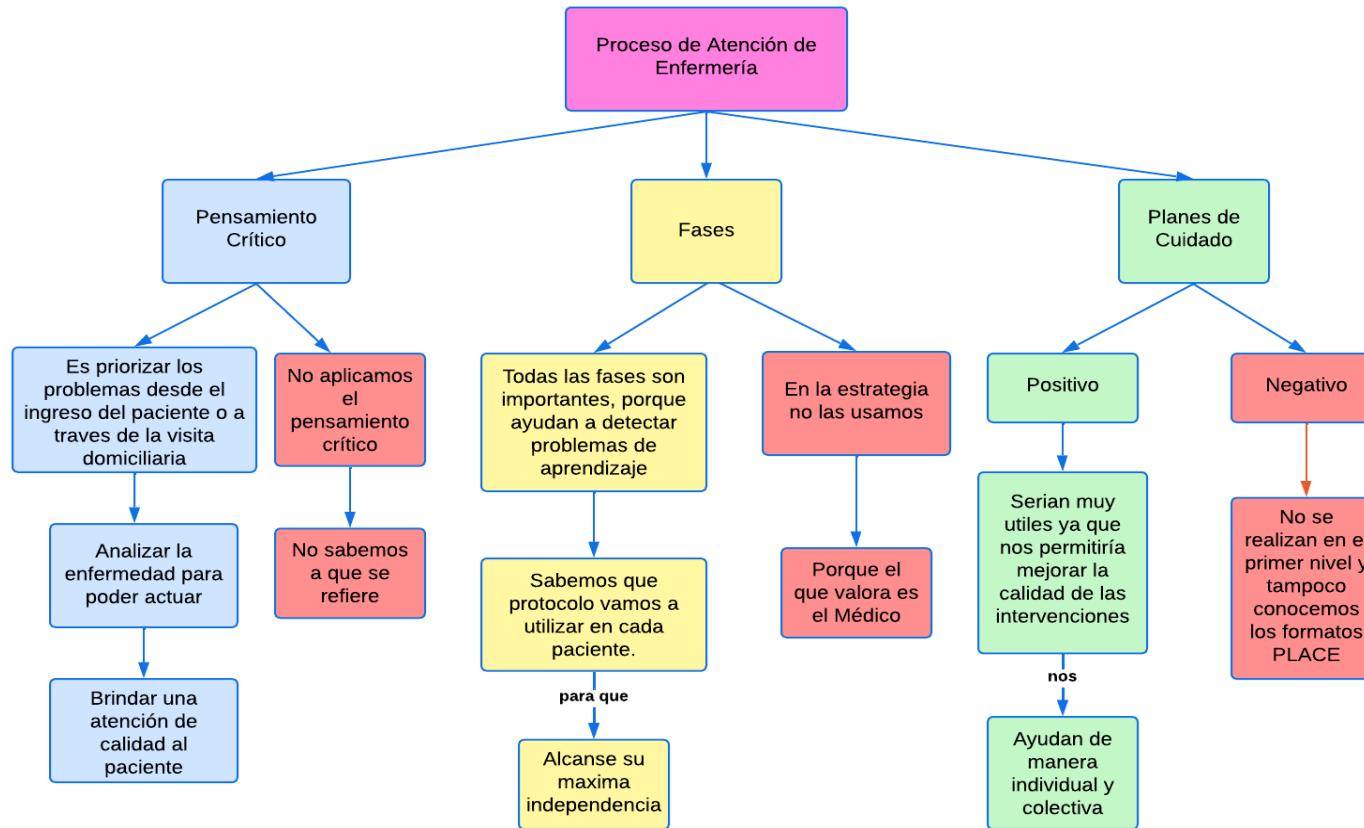 Proceso de Atención de
Enfermería
Pensamiento
Crítico
Fases
Planes de
Cuidado
Es priorizar los
problemas desde el
ingreso del paciente o a
traves de la visita
domiciliaria
No aplicamos
el
pensamiento
crítico
Todas las fases son
importantes, porque
ayudan a detectar
problemas de
aprendizaje
En la estrategia
no las usamos
Positivo
Negativo
Analizar la
enfermedad para
poder actuar
No sabemos
a que se
refiere
Sabemos que
protocolo vamos a
utilizar en cada
paciente.
Porque el
que valora es
el Médico
Serian muy
utiles ya que
nos permitiría
mejorar la
calidad de las
intervenciones
No se
realizan en e
primer nivel y
tampoco
conocemos
los formatos
PLACE
Brindar una
atención de
calidad al
paciente
para que
Alcanse su
maxima
independencia
nos
Ayudan de
manera
individual y
colectiva